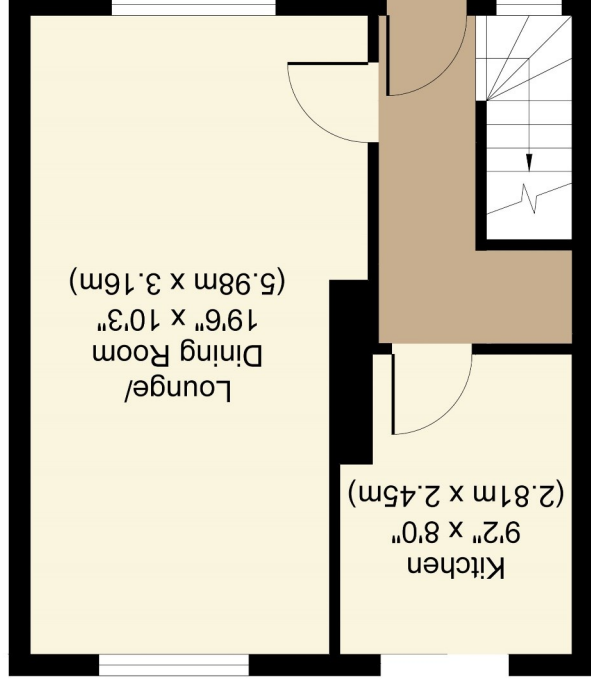 Kitchen
9'2" x 8'0"
(2.81m x 2.45m)
Lounge/
Dining Room
19'6" x 10'3"
(5.98m x 3.16m)